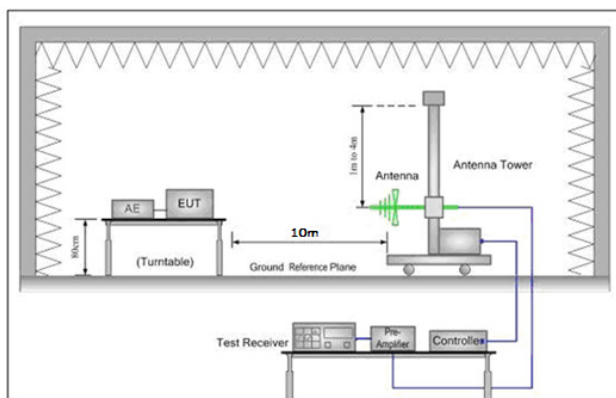 1m to 4m
Antenna
Antenna Tower
AE
EUT
10m
80cm
(Turntable)
Ground Reference Plane
Test Receiver
Pre-
Amplifier
Controller